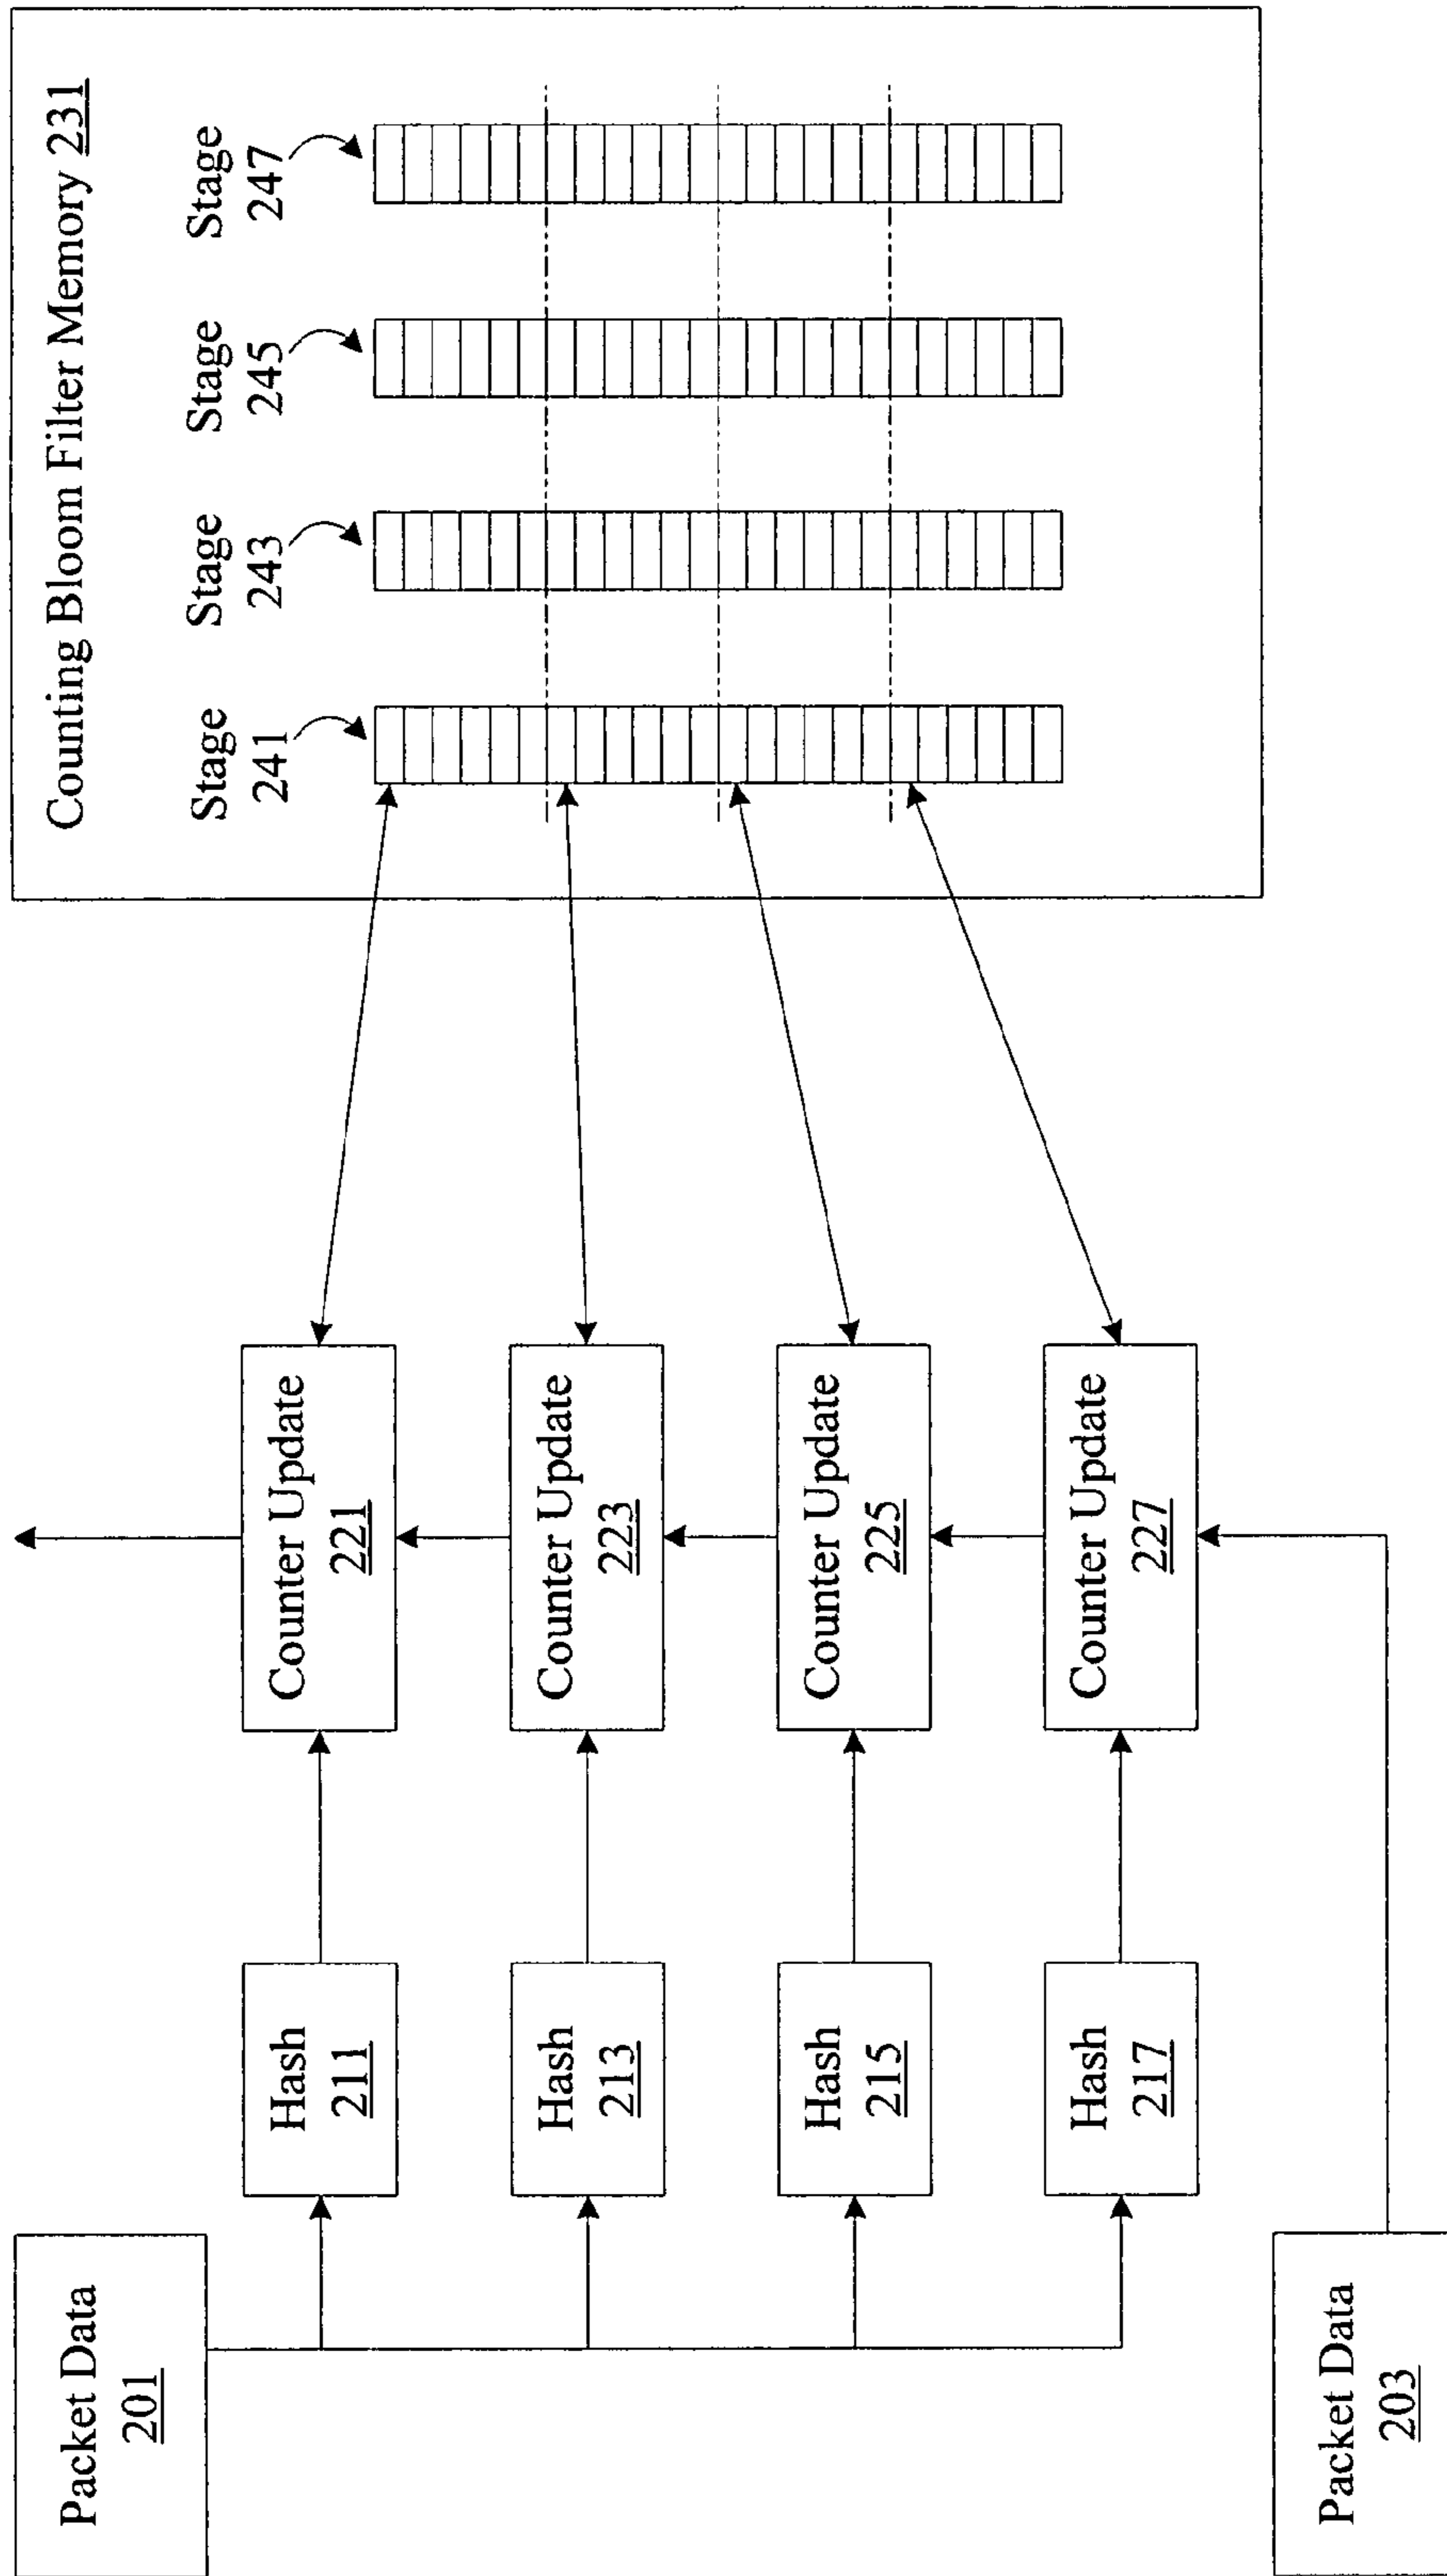 Packet Data
201
Packet Data
203
Hash
211
Hash
213
Hash
215
Hash
217
Counter Update
221
Counter Update
223
Counter Update
225
Counter Update
227
Counting Bloom Filter Memory 231
Stage
241
Stage
243
Stage
245
Stage
247